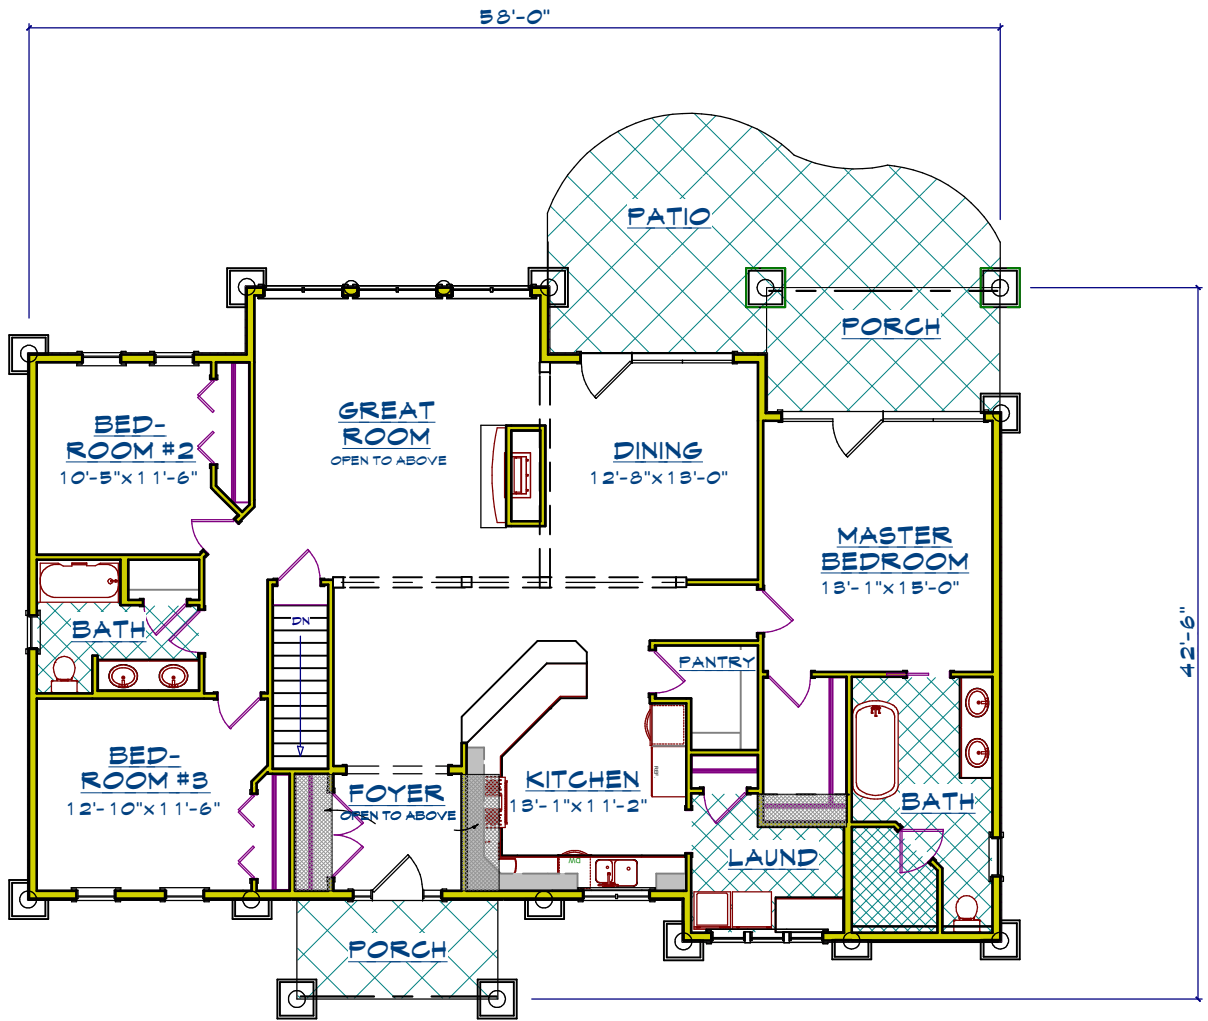 58'-0"
PATIO
PORCH
GREAT
ROOM
OPEN TO ABOVE
BED-
ROOM #2
10'-5"x11'-6"
DINING
12'-8"x13'-0"
MASTER
BEDROOM
13'-1"x15'-0"
42'-6"
BATH
DN
PANTRY
BED-
ROOM #3
12'-10"x11'-6"
FOYER
OPEN TO ABOVE
KITCHEN
13'-1"x11'-2"
REF
BATH
DW
LAUND
PORCH